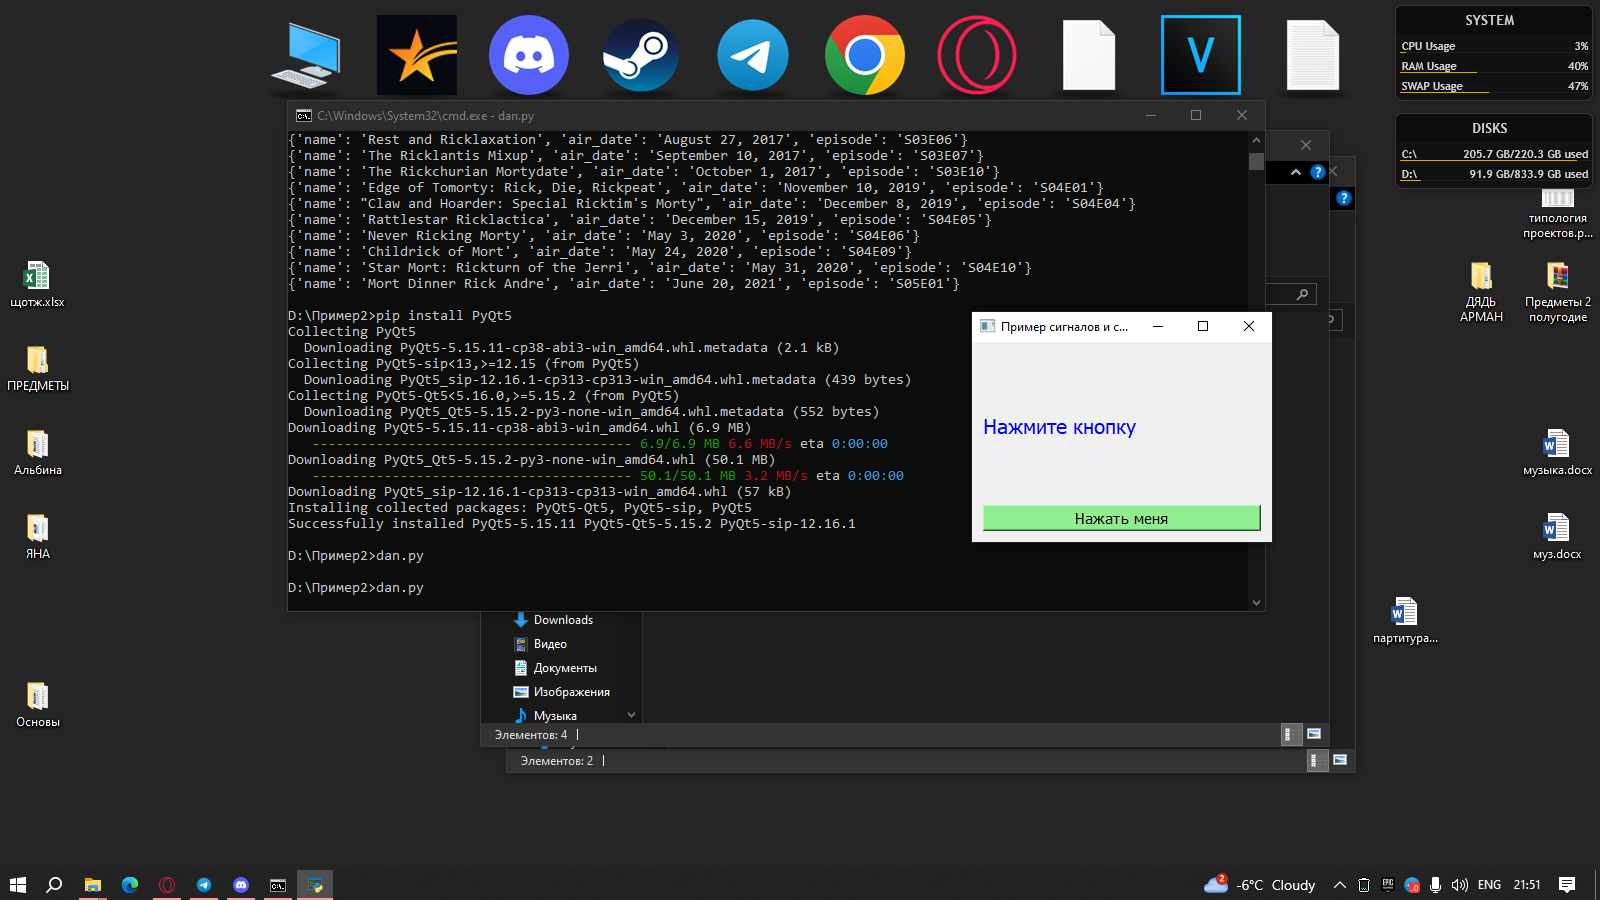 C:\Windows\System32\cmd.exe - dan.py
{'name': 'Rest and Ricklaxation', 'air_date': 'August 27, 2017', 'episode': 'S03E06'}
{'name': 'The Ricklantis Mixup', 'air_date': 'September 10, 2017', 'episode': 'S03E07'}
{'name': 'The Rickchurian Mortydate', 'air_date': 'October 1, 2017', 'episode': 'S03E10'}
{'name': 'Edge of Tomorty: Rick, Die, Rickpeat', 'air_date': 'November 10, 2019', 'episode': 'S04E01'}
{'name': "Claw and Hoarder: Special Ricktim's Morty", 'air_date': 'December 8, 2019', 'episode': 'S04E04'}
{'name': 'Rattlestar Ricklactica', 'air_date': 'December 15, 2019', 'episode': 'S04E05'}
{'name': 'Never Ricking Morty', 'air_date': 'May 3, 2020', 'episode': 'S04E06'}
{'name': 'Childrick of Mort', 'air_date': 'May 24, 2020', 'episode': 'S04E09'}
{'name': 'Star Mort: Rickturn of the Jerri', 'air_date': 'May 31, 2020', 'episode': 'S04E10'}
{'name': 'Mort Dinner Rick Andre', 'air_date': 'June 20, 2021', 'episode': 'S05E01'}
D:\Пример2>pip install PyQt5
Collecting PyQt5
Downloading PyQt5-5.15.11-cp38-abi3-win_amd64.whl.metadata (2.1 kB)
Collecting PyQt5-sip<13,>=12.15 (from PyQt5)
Downloading PyQt5_sip-12.16.1-cp313-cp313-win_amd64.whl.metadata (439 bytes)
Collecting PyQt5-Qt5<5.16.0,>=5.15.2 (from PyQt5)
Downloading PyQt5_Qt5-5.15.2-py3-none-win_amd64.whl.metadata (552 bytes)
Downloading PyQt5-5.15.11-cp38-abi3-win_amd64.whl (6.9 MB)
---------------------------------------- 6.9/6.9 MB 6.6 MB/s eta 0:00:00
Downloading PyQt5_Qt5-5.15.2-py3-none-win_amd64.whl (50.1 MB)
---------------------------------------- 50.1/50.1 MB 3.2 MB/s eta 0:00:00
Downloading PyQt5_sip-12.16.1-cp313-cp313-win_amd64.whl (57 kB)
Installing collected packages: PyQt5-Qt5, PyQt5-sip, PyQt5
Successfully installed PyQt5-5.15.11 PyQt5-Qt5-5.15.2 PyQt5-sip-12.16.1
D:\Пример2>dan.py
D:\Пример2>dan.py
Пример сигналов и с...
Нажмите кнопку
Нажать меня
Downloads
Видео
Документы
Изображения
Музыка
Элементов: 4
Элементов: 2
SYSTEM
CPU Usage 3%
RAM Usage 40%
SWAP Usage 47%
DISKS
C:\ 205.7 GB/220.3 GB used
D:\ 91.9 GB/833.9 GB used
типология
проектов.p...
ДЯДЬ
АРМАН
Предметы 2
полугодие
музыка.docx
муз.docx
партитура...
щотж.xlsx
ПРЕДМЕТЫ
Альбина
ЯНА
Основы
2
-6°C Cloudy
EPIC
ENG
21:51